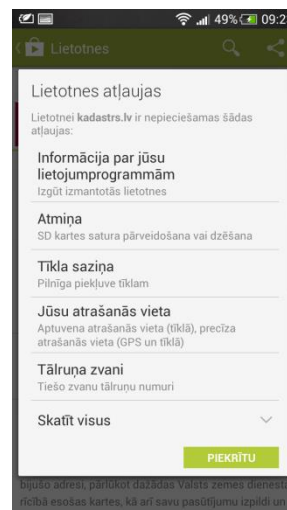 49% 09:2
Lietotnes
Lietotnes atļaujas
Lietotnei kadastrs.lv ir nepieciešamas šādas
atļaujas:
Informācija par jūsu
lietojumprogrammām
Izgūt izmantotās lietotnes
Atmiņa
SD kartes satura pārveidošana vai dzēšana
Tīkla saziņa
Pilnīga piekļuve tīklam
Jūsu atrašanās vieta
Aptuvena atrašanās vieta (tīklā), precīza
atrašanās vieta (GPS un tīklā)
Tālruņa zvani
Tiešo zvanu tālruņu numuri
Skatīt visus
PIEKRĪTU
bijušo adresi, pārlūkot dažādas Valsts zemes dienesta
rīcībā esošas kartes, kā arī savu pasūtījumu izpildi un